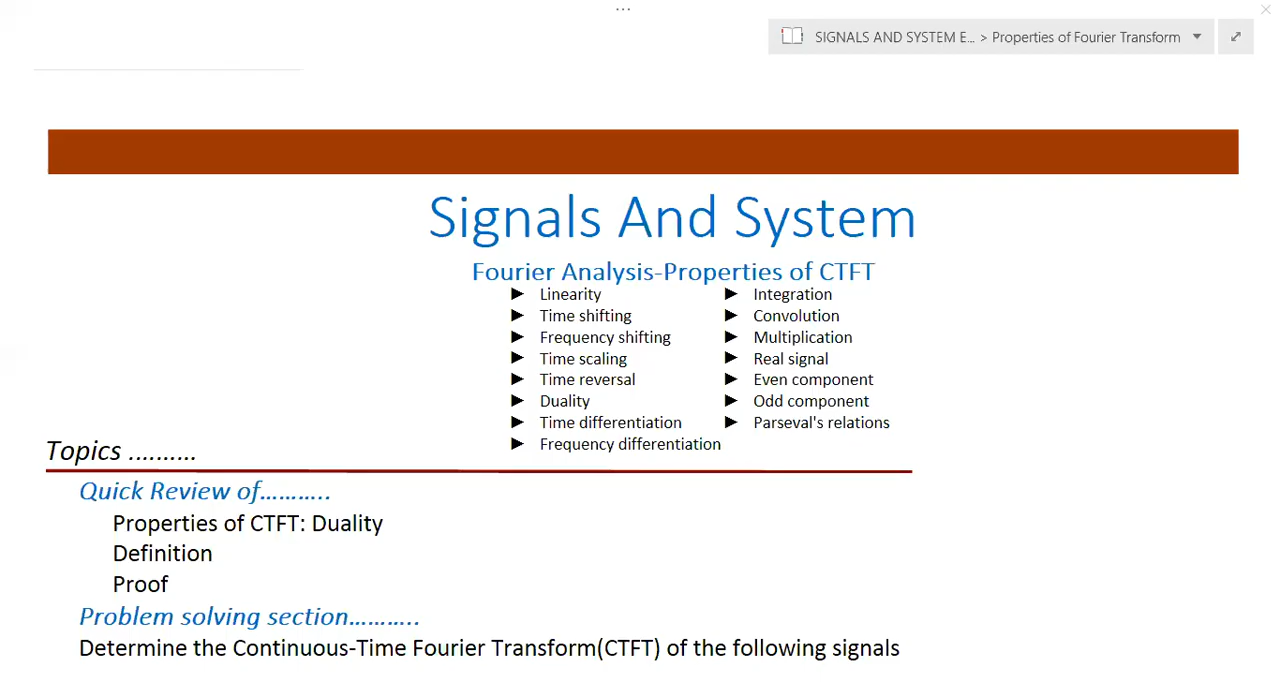 ...
SIGNALS AND SYSTEM E... > Properties of Fourier Transform
Signals And System
Fourier Analysis-Properties of CTFT
► Linearity
► Time shifting
► Frequency shifting
► Time scaling
► Time reversal
► Duality
► Time differentiation
► Frequency differentiation
► Integration
► Convolution
► Multiplication
► Real signal
► Even component
► Odd component
► Parseval's relations
Topics ..........
Quick Review of...........
Properties of CTFT: Duality
Definition
Proof
Problem solving section...........
Determine the Continuous-Time Fourier Transform(CTFT) of the following signals